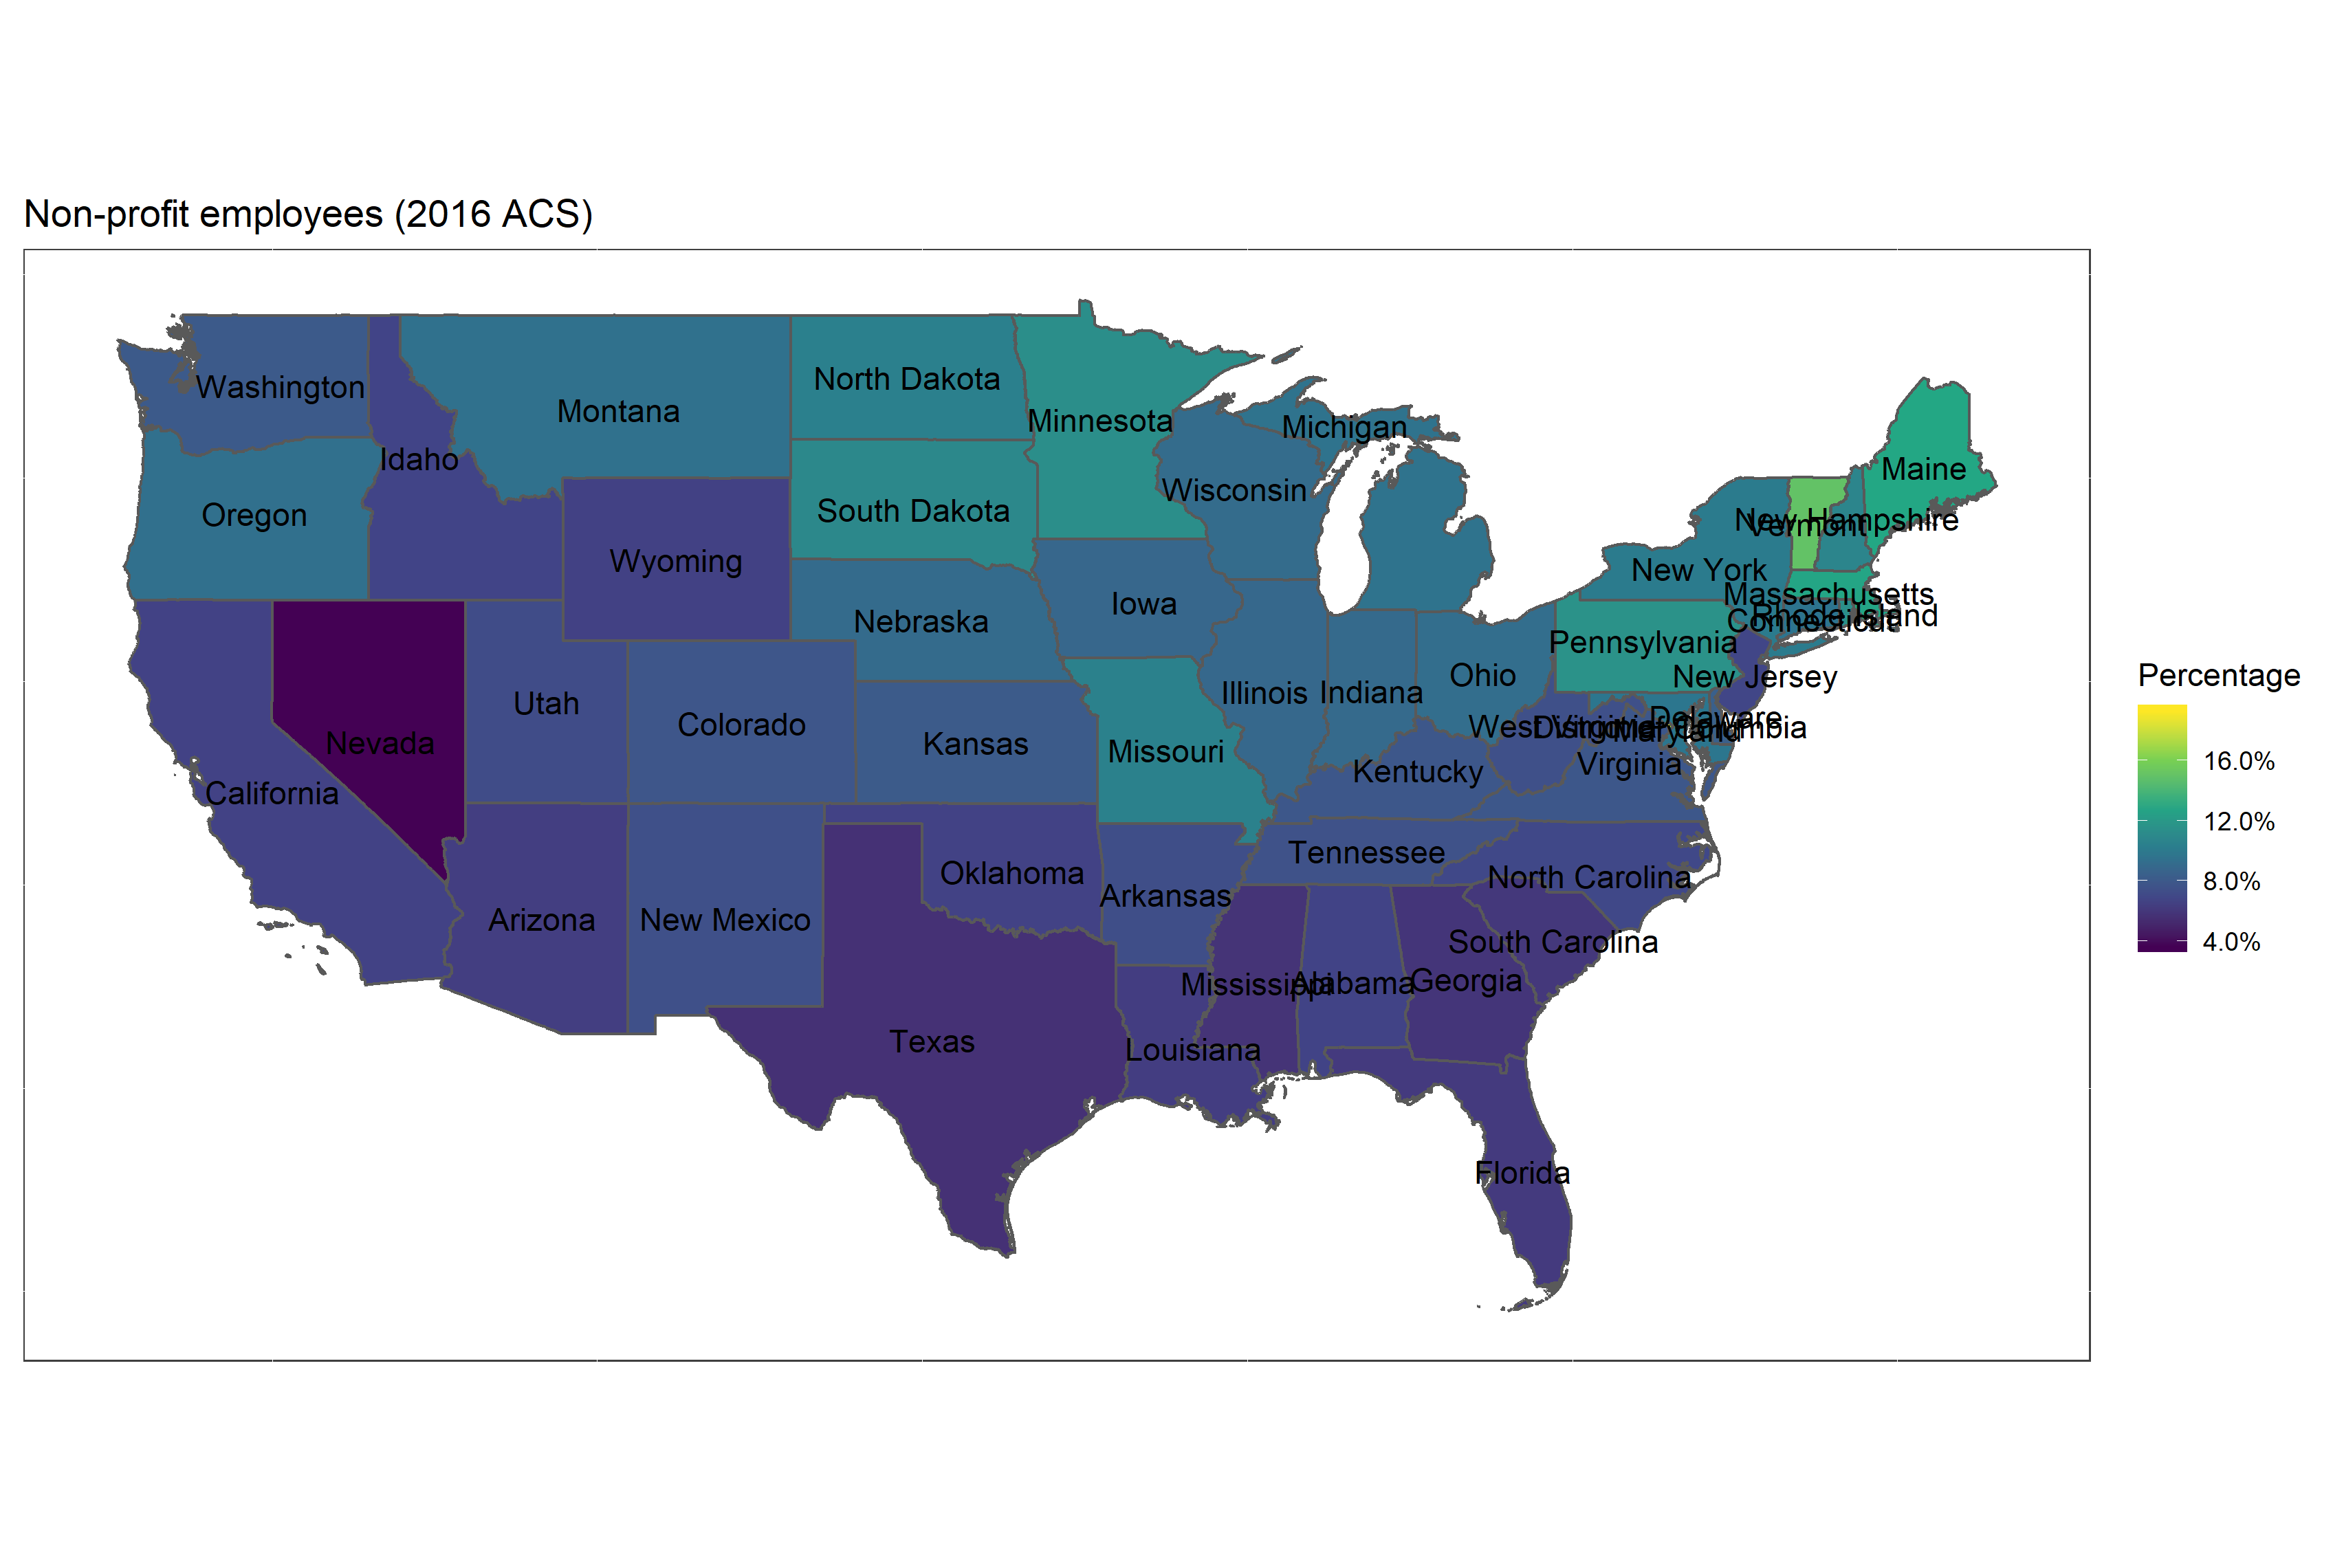 Non-profit employees (2016 ACS)
Washington
Montana
North Dakota
Minnesota
Michigan
Maine
Idaho
Oregon
South Dakota
Wisconsin
New Hampshire
Vermont
Wyoming
New York
Iowa
Massachusetts
Rhode Island
Connecticut
Nebraska
Pennsylvania
Utah
Ohio
New Jersey
Illinois
Indiana
Colorado
Delaware
West Virginia
District of Columbia
Maryland
Nevada
Kansas
Missouri
Kentucky
Virginia
California
Tennessee
Oklahoma
North Carolina
Arkansas
Arizona
New Mexico
South Carolina
Mississippi
Alabama
Georgia
Texas
Louisiana
Florida
Percentage
16.0%
12.0%
8.0%
4.0%